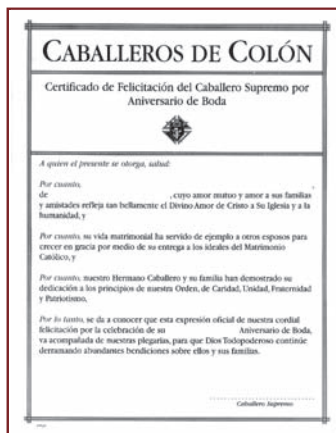 CABALLEROS DE COLÓN
Certificado de Felicitación del Caballero Supremo por
Aniversario de Boda
A quien el presente se otorga, salud:
Por cuanto, ,
de , cuyo amor mutuo y amor a sus familias
y amistades refleja tan bellamente el Divino Amor de Cristo a Su Iglesia y a la
humanidad, y
Por cuanto, su vida matrimonial ha servido de ejemplo a otros esposos para
crecer en gracia por medio de su entrega a los ideales del Matrimonio
Católico, y
Por cuanto, nuestro Hermano Caballero y su familia han demostrado su
dedicación a los principios de nuestra Orden, de Caridad, Unidad, Fraternidad
y Patriotismo,
Por lo tanto, se da a conocer que esta expresión oficial de nuestra cordial
felicitación por la celebración de su Aniversario de Boda,
va acompañada de nuestras plegarias, para que Dios Todopoderoso continúe
derramando abundantes bendiciones sobre ellos y sus familias.
Caballero Supremo